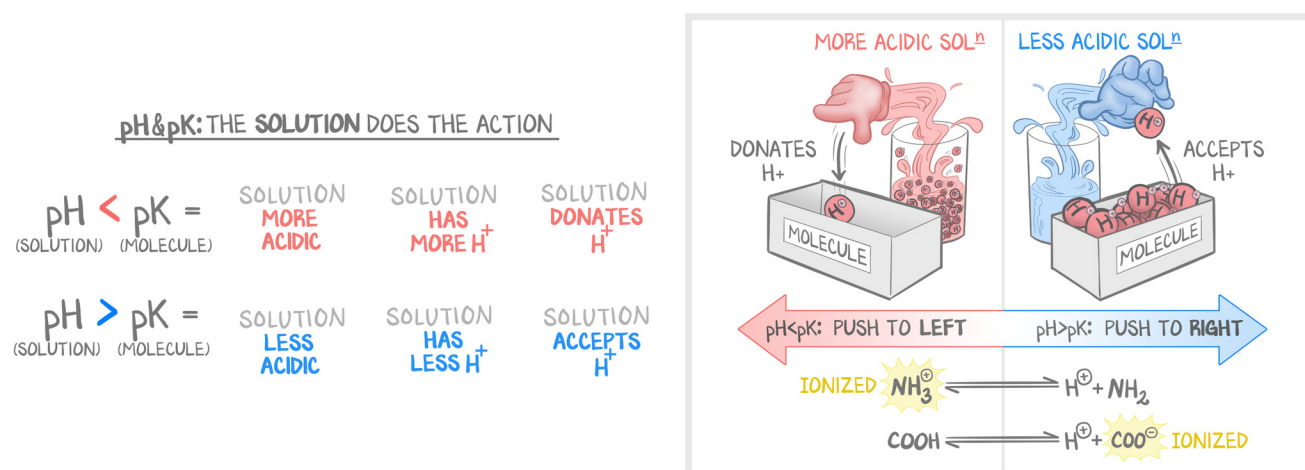 pH&pK: THE SOLUTION DOES THE ACTION
pH < pK =
(SOLUTION) (MOLECULE)
SOLUTION
MORE
ACIDIC
SOLUTION
HAS
MORE H+
SOLUTION
DONATES
H+
pH > pK =
(SOLUTION) (MOLECULE)
SOLUTION
LESS
ACIDIC
SOLUTION
HAS
LESS H+
SOLUTION
ACCEPTS
H+
MORE ACIDIC SOLn
DONATES
H+
H+
MOLECULE
LESS ACIDIC SOLn
H+
ACCEPTS
H+
H+ H+ H+ H+
MOLECULE
pH<pK: PUSH TO LEFT
pH>pK: PUSH TO RIGHT
IONIZED NH3⊕ ⇌ H⊕ + NH2
COOH ⇌ H⊕ + COO⊖ IONIZED